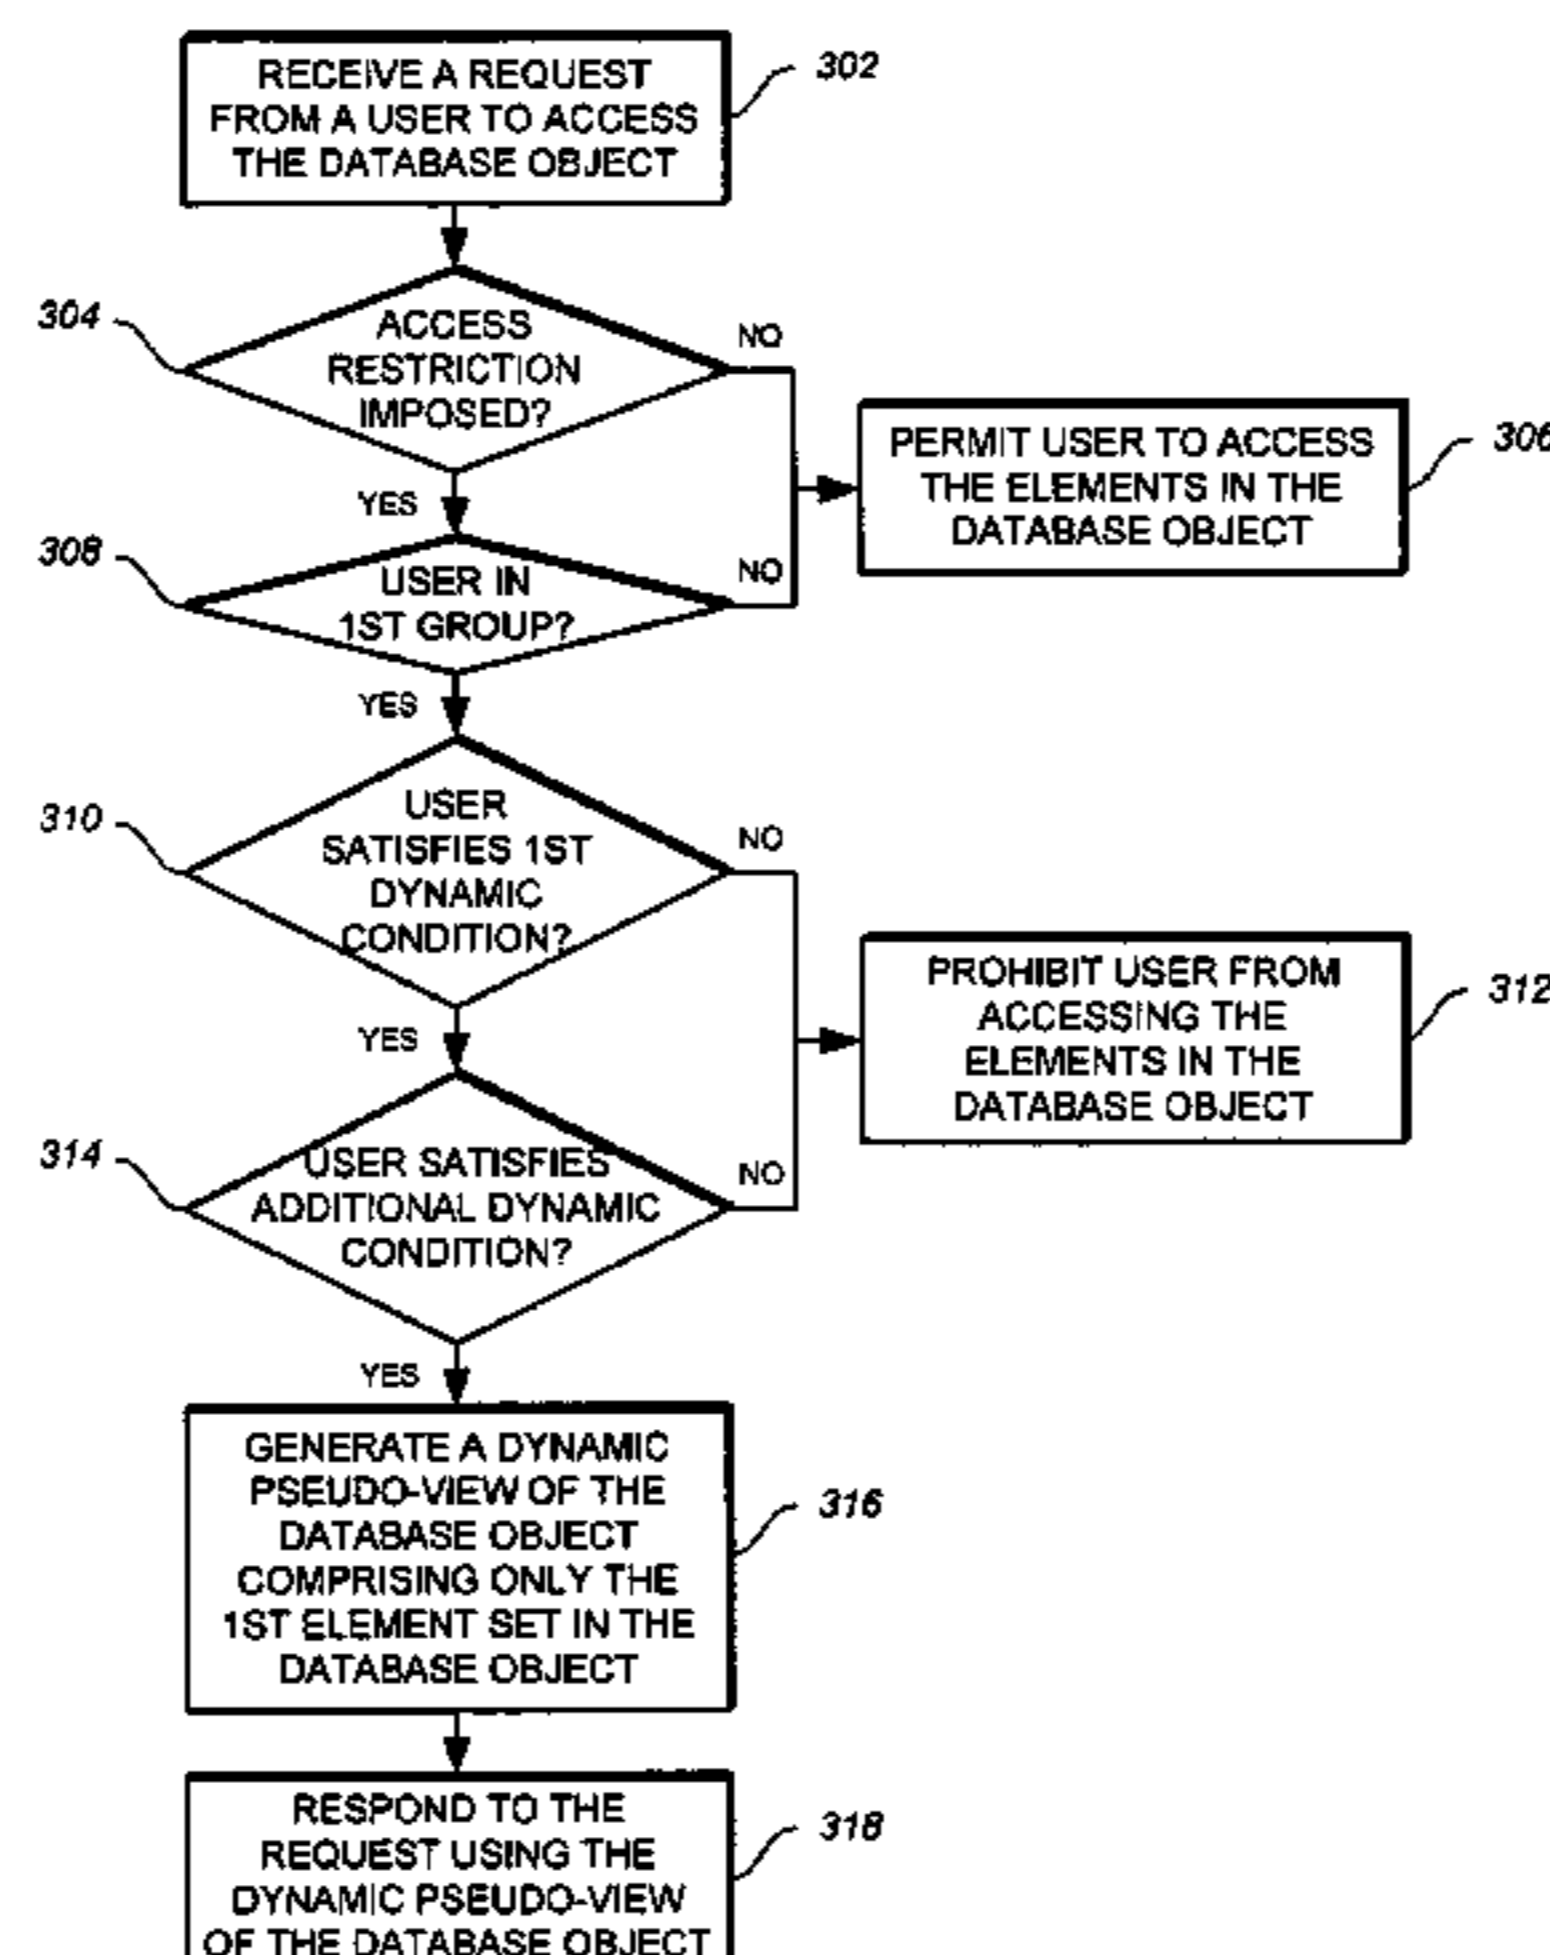 RECEIVE A REQUEST
FROM A USER TO ACCESS
THE DATABASE OBJECT
302
304
ACCESS
RESTRICTION
IMPOSED?
NO
YES
PERMIT USER TO ACCESS
THE ELEMENTS IN THE
DATABASE OBJECT
306
308
USER IN
1ST GROUP?
NO
YES
310
USER
SATISFIES 1ST
DYNAMIC
CONDITION?
NO
YES
PROHIBIT USER FROM
ACCESSING THE
ELEMENTS IN THE
DATABASE OBJECT
312
314
USER SATISFIES
ADDITIONAL DYNAMIC
CONDITION?
NO
YES
GENERATE A DYNAMIC
PSEUDO-VIEW OF THE
DATABASE OBJECT
COMPRISING ONLY THE
1ST ELEMENT SET IN THE
DATABASE OBJECT
316
RESPOND TO THE
REQUEST USING THE
DYNAMIC PSEUDO-VIEW
OF THE DATABASE OBJECT
318